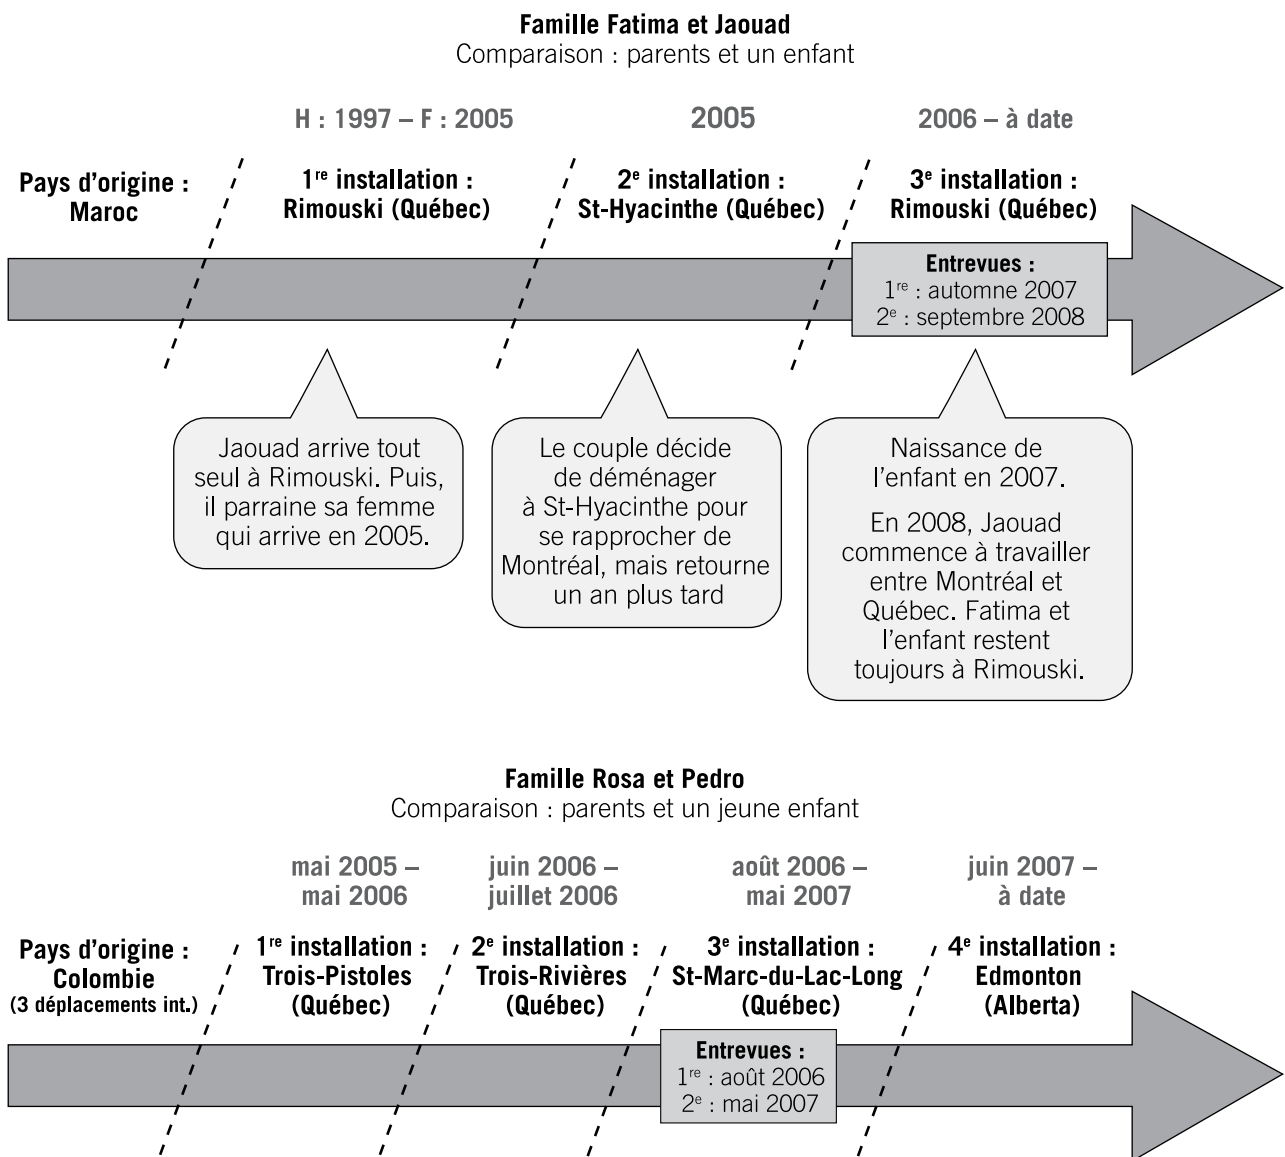 Famille Fatima et Jaouad
Comparaison : parents et un enfant
H : 1997 – F : 2005
2005
2006 – à date
Pays d'origine :
Maroc
1re installation :
Rimouski (Québec)
2e installation :
St-Hyacinthe (Québec)
3e installation :
Rimouski (Québec)
Entrevues :
1re : automne 2007
2e : septembre 2008
Jaouad arrive tout
seul à Rimouski. Puis,
il parraine sa femme
qui arrive en 2005.
Le couple décide
de déménager
à St-Hyacinthe pour
se rapprocher de
Montréal, mais retourne
un an plus tard
Naissance de
l'enfant en 2007.
En 2008, Jaouad
commence à travailler
entre Montréal et
Québec. Fatima et
l'enfant restent
toujours à Rimouski.
Famille Rosa et Pedro
Comparaison : parents et un jeune enfant
mai 2005 –
mai 2006
juin 2006 –
juillet 2006
août 2006 –
mai 2007
juin 2007 –
à date
Pays d'origine :
Colombie
(3 déplacements int.)
1re installation :
Trois-Pistoles
(Québec)
2e installation :
Trois-Rivières
(Québec)
3e installation :
St-Marc-du-Lac-Long
(Québec)
4e installation :
Edmonton
(Alberta)
Entrevues :
1re : août 2006
2e : mai 2007